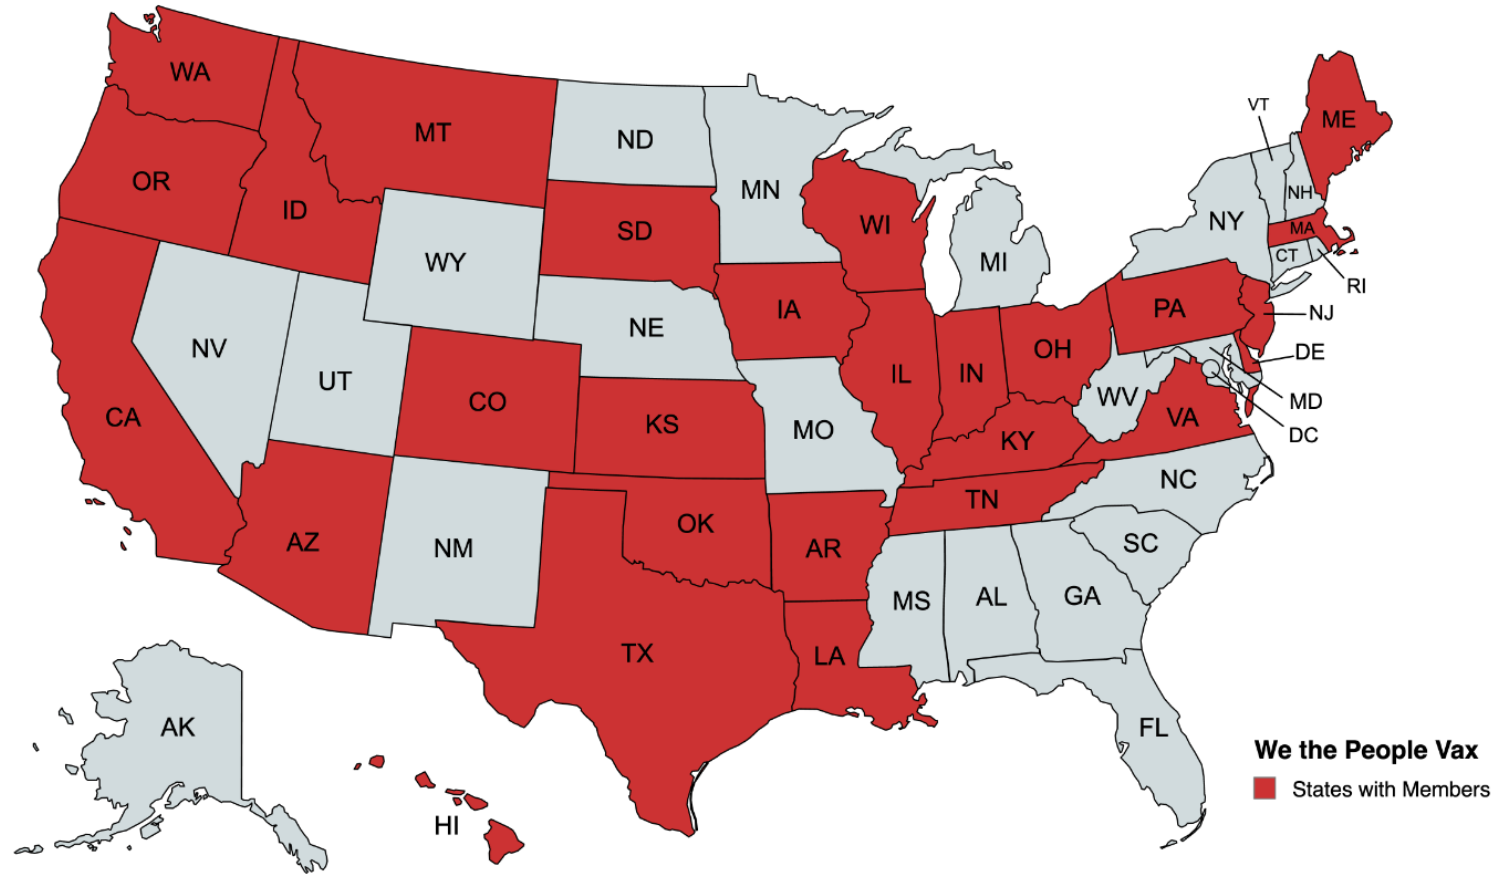 WA
MT
ND
MN
VT
ME
OR
ID
SD
WI
NH
NY
MA
WY
MI
CT
RI
IA
PA
NE
NJ
NV
OH
DE
UT
IL
IN
CO
WV
MD
CA
KS
MO
KY
VA
DC
NC
TN
OK
AZ
NM
AR
SC
MS
AL
GA
TX
LA
AK
FL
HI
We the People Vax
States with Members